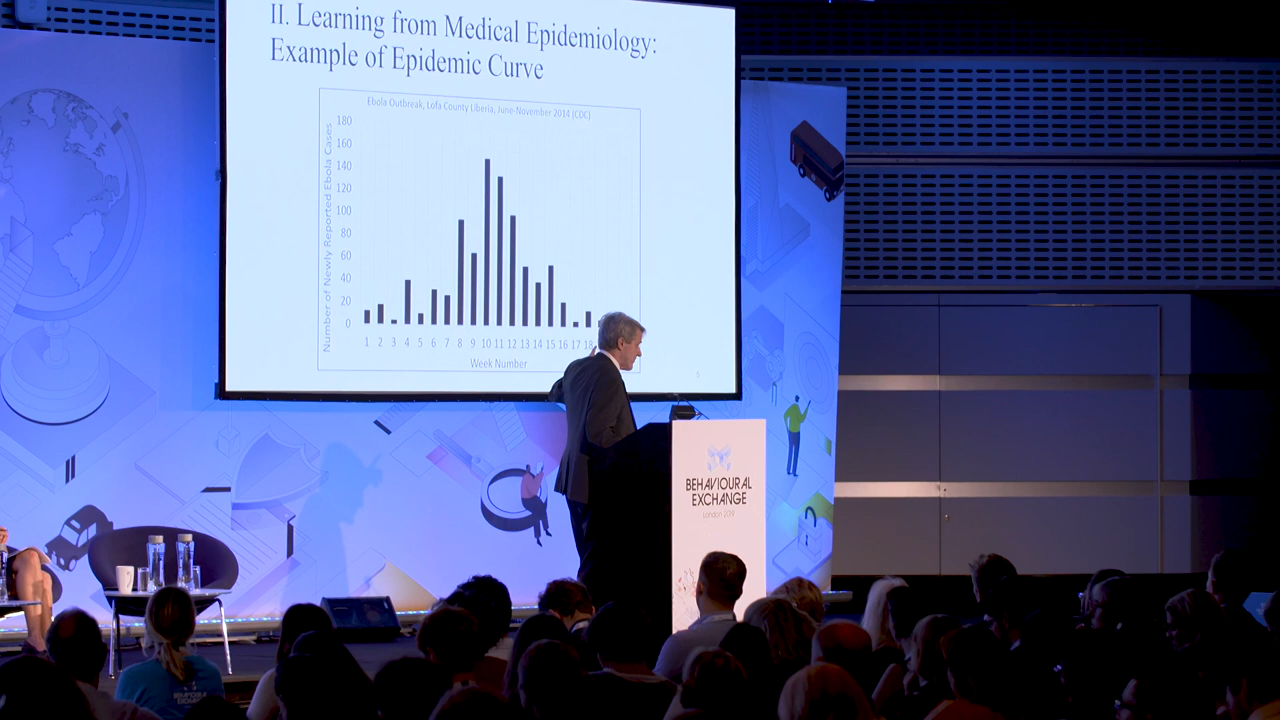 II. Learning from Medical Epidemiology:
Example of Epidemic Curve
Ebola Outbreak, Lofa County Liberia, June-November 2014 (CDC)
Number of Newly Reported Ebola Cases
180
160
140
120
100
80
60
40
20
0
1 2 3 4 5 6 7 8 9 10 11 12 13 14 15 16 17 18
Week Number
5
BEHAVIOURAL
EXCHANGE
London 2019
BEHAVIOURAL
EXCHANGE